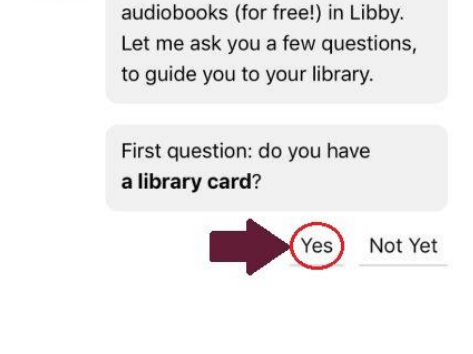 audiobooks (for free!) in Libby.
Let me ask you a few questions,
to guide you to your library.
First question: do you have
a library card?
Yes Not Yet